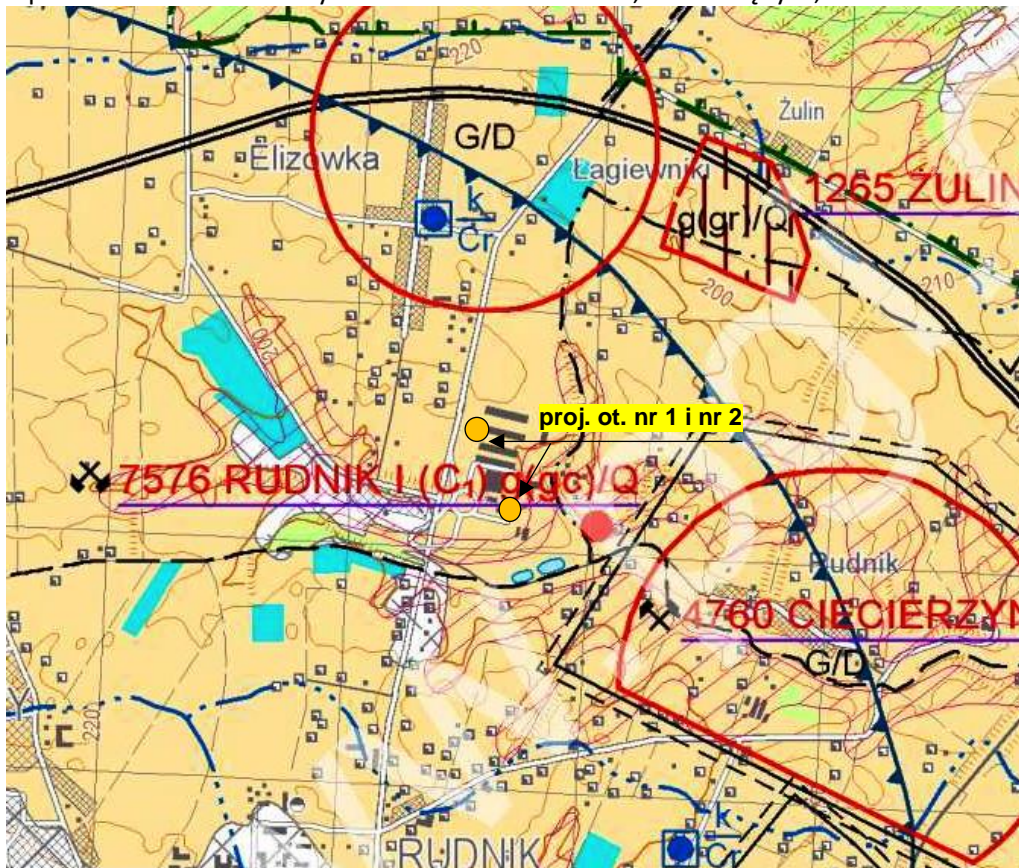 220
G/D
Żulin
Elizówka
Łagiewniki
1265 ŻULIN
k
Cr
g(gr)/Q
200
210
200
proj. ot. nr 1 i nr 2
7576 RUDNIK I (C₁) g(gc)/Q
Rudnik
4760 CIECIERZYN
G/D
220
k
Cr
RUDNIK